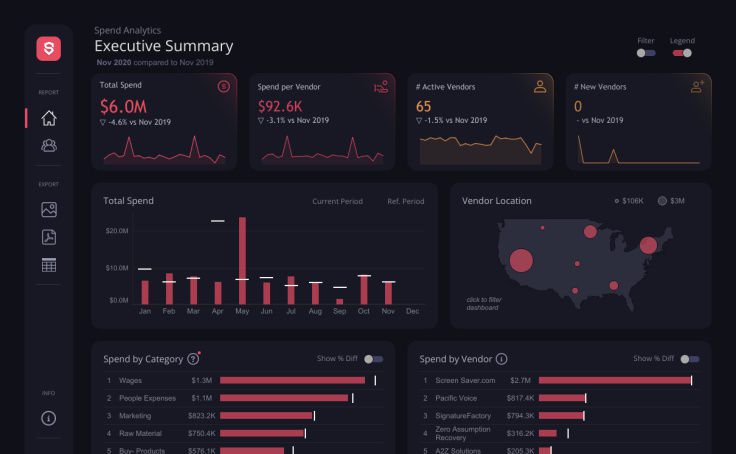 Spend Analytics
Executive Summary
Nov 2020 compared to Nov 2019
Filter
Legend
REPORT
EXPORT
INFO
Total Spend
$6.0M
▽ -4.6% vs Nov 2019
Spend per Vendor
$92.6K
▽ -3.1% vs Nov 2019
# Active Vendors
65
▽ -1.5% vs Nov 2019
# New Vendors
0
- vs Nov 2019
Total Spend
Current Period
Ref. Period
$20.0M
$10.0M
$0.0M
Jan Feb Mar Apr May Jun Jul Aug Sep Oct Nov Dec
Vendor Location
$106K
$3M
click to filter
dashboard
Spend by Category ?
Show % Diff
1 Wages $1.3M
2 People Expenses $1.1M
3 Marketing $823.2K
4 Raw Material $750.4K
5 Buy- Products $576.1K
Spend by Vendor i
Show % Diff
1 Screen Saver.com $2.7M
2 Pacific Voice $817.4K
3 SignatureFactory $794.3K
4 Zero Assumption $316.2K
Recovery
5 A2Z Solutions $205.3K